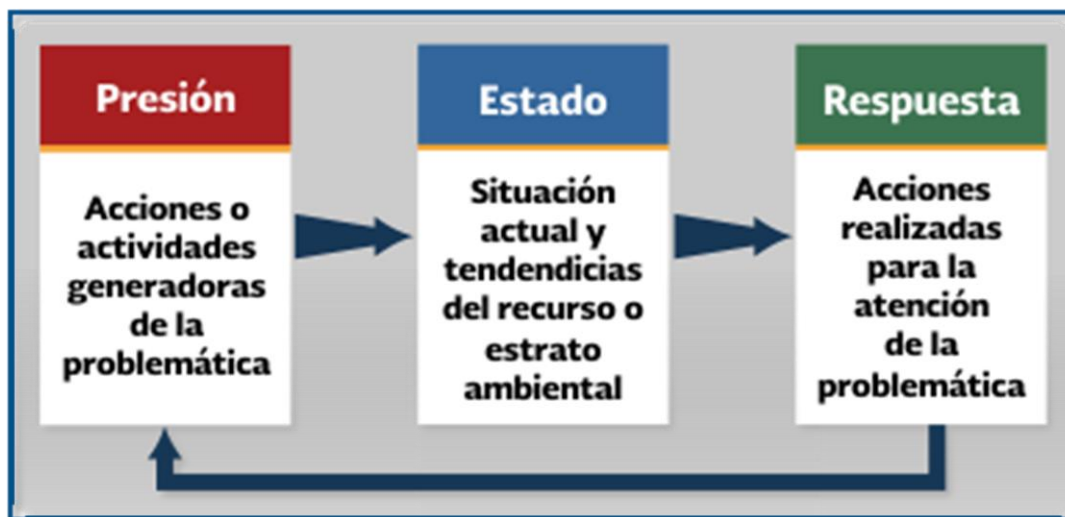 Presión
Acciones o
actividades
generadoras
de la
problemática
Estado
Situación
actual y
tendendicias
del recurso o
estrato
ambiental
Respuesta
Acciones
realizadas
para la
atención
de la
problemática